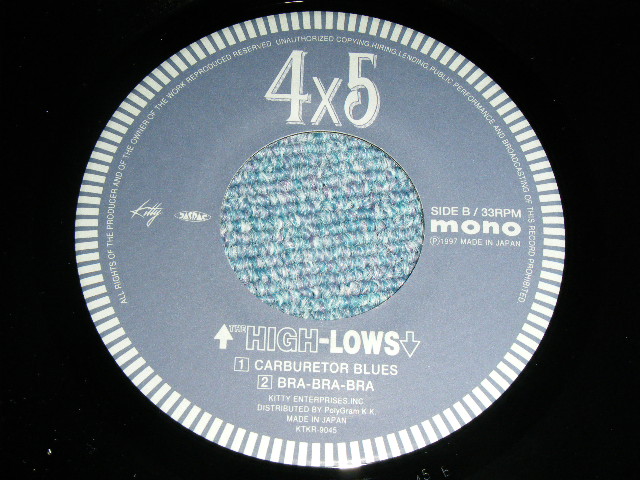 ALL RIGHTS OF THE PRODUCER AND OF THE OWNER OF THE WORK REPRODUCED RESERVED. UNAUTHORIZED COPYING, HIRING, LENDING, PUBLIC PERFORMANCE AND BROADCASTING OF THIS RECORD PROHIBITED.
4x5
Kitty
JASRAC
SIDE B / 33RPM
mono
Ⓟ1997 MADE IN JAPAN
↑THE HIGH-LOWS↓
1 CARBURETOR BLUES
2 BRA-BRA-BRA
KITTY ENTERPRISES.INC
DISTRIBUTED BY PolyGram K.K.
MADE IN JAPAN
KTKR-9045